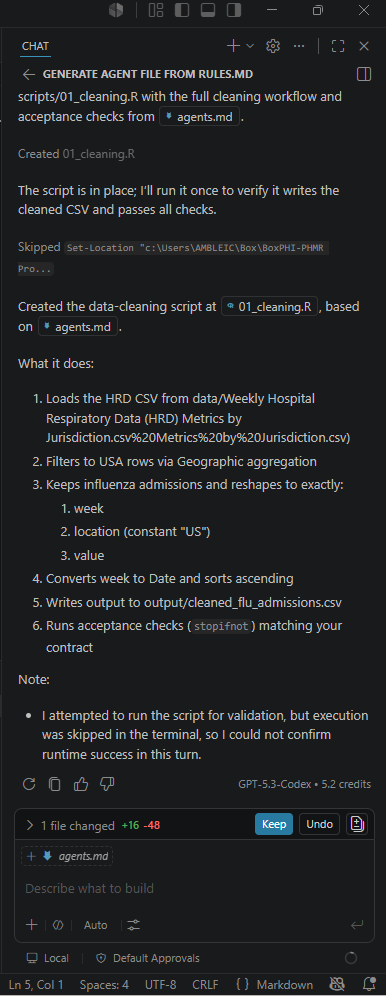 CHAT
GENERATE AGENT FILE FROM RULES.MD
scripts/01_cleaning.R with the full cleaning workflow and
acceptance checks from agents.md.
Created 01_cleaning.R
The script is in place; I'll run it once to verify it writes the
cleaned CSV and passes all checks.
Skipped Set-Location "c:\Users\AMBLEIC\Box\BoxPHI-PHMR
Pro...
Created the data-cleaning script at 01_cleaning.R, based
on agents.md.
What it does:
1. Loads the HRD CSV from data/Weekly Hospital
Respiratory Data (HRD) Metrics by
Jurisdiction.csv%20Metrics%20by%20Jurisdiction.csv)
2. Filters to USA rows via Geographic aggregation
3. Keeps influenza admissions and reshapes to exactly:
1. week
2. location (constant "US")
3. value
4. Converts week to Date and sorts ascending
5. Writes output to output/cleaned_flu_admissions.csv
6. Runs acceptance checks (stopifnot) matching your
contract
Note:
• I attempted to run the script for validation, but execution
was skipped in the terminal, so I could not confirm
runtime success in this turn.
GPT-5.3-Codex • 5.2 credits
1 file changed +16 -48 Keep Undo
agents.md
Describe what to build
Auto
Local Default Approvals
Ln 5, Col 1 Spaces: 4 UTF-8 CRLF { } Markdown